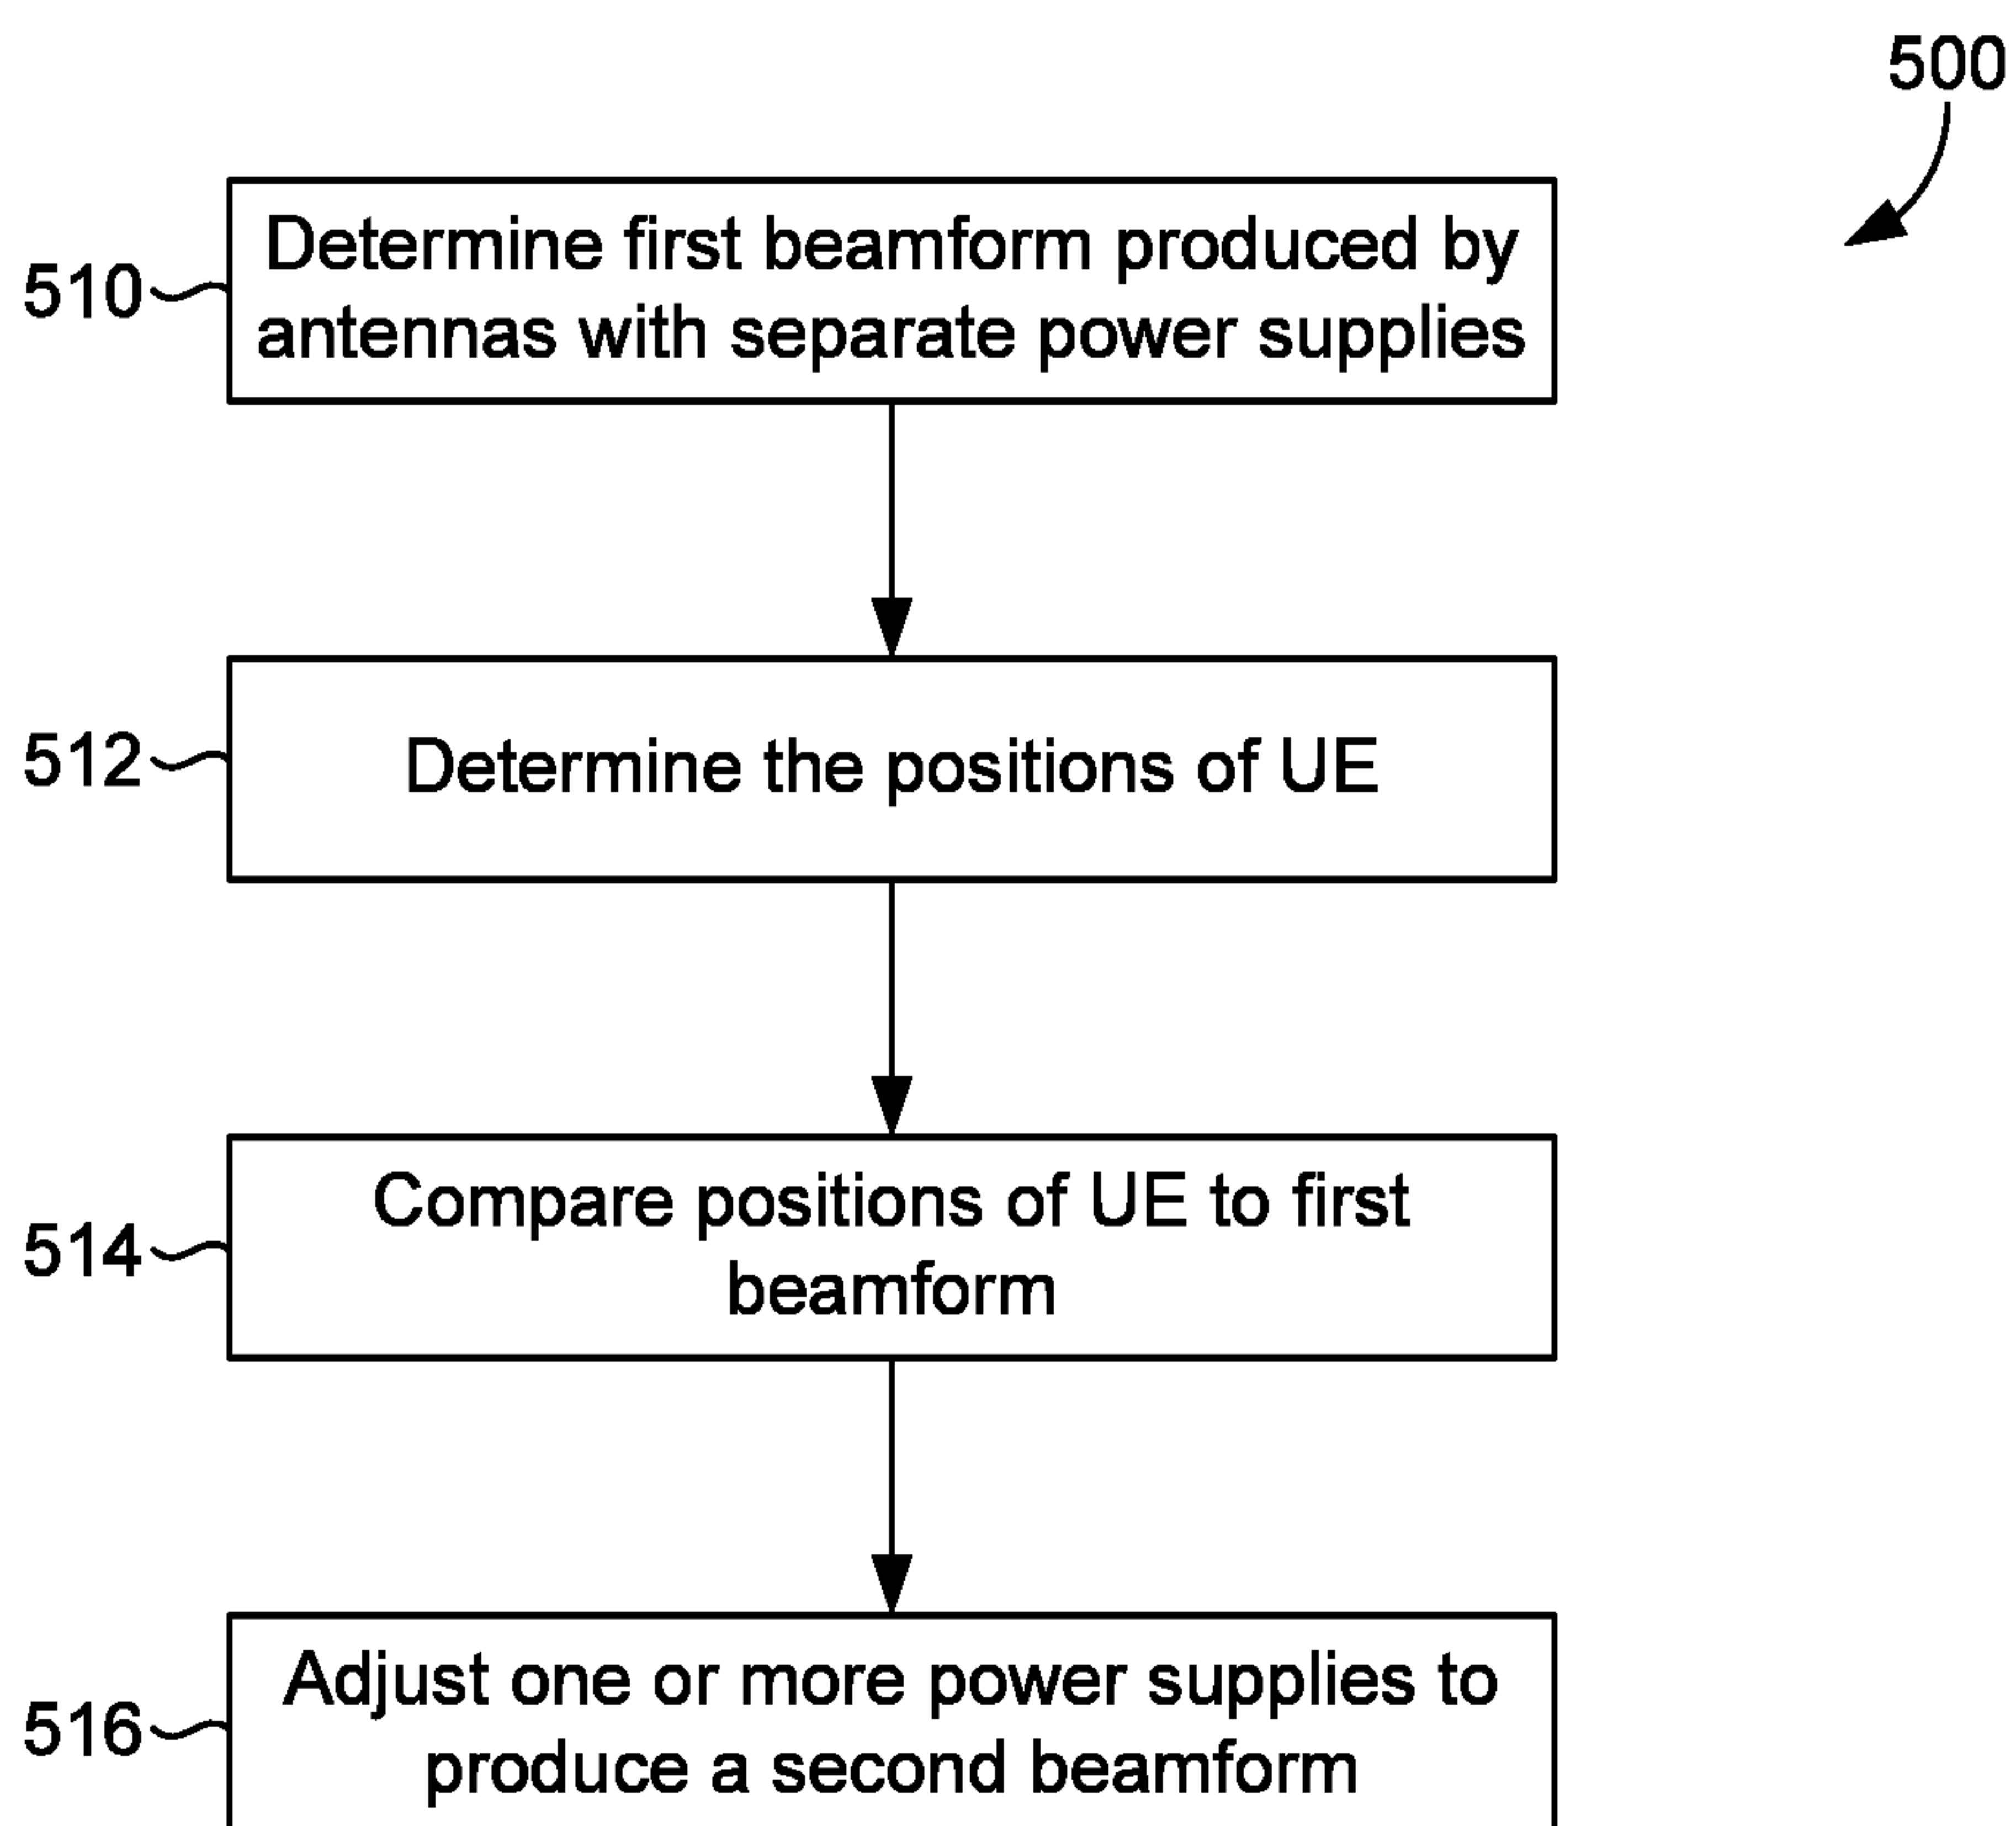 500
510
Determine first beamform produced by
antennas with separate power supplies
512
Determine the positions of UE
514
Compare positions of UE to first
beamform
516
Adjust one or more power supplies to
produce a second beamform